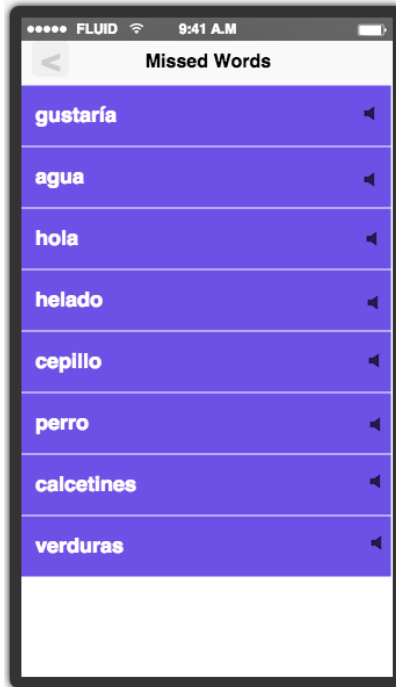 ●●●●● FLUID 9:41 A.M
< Missed Words
gustaría
agua
hola
helado
cepillo
perro
calcetines
verduras